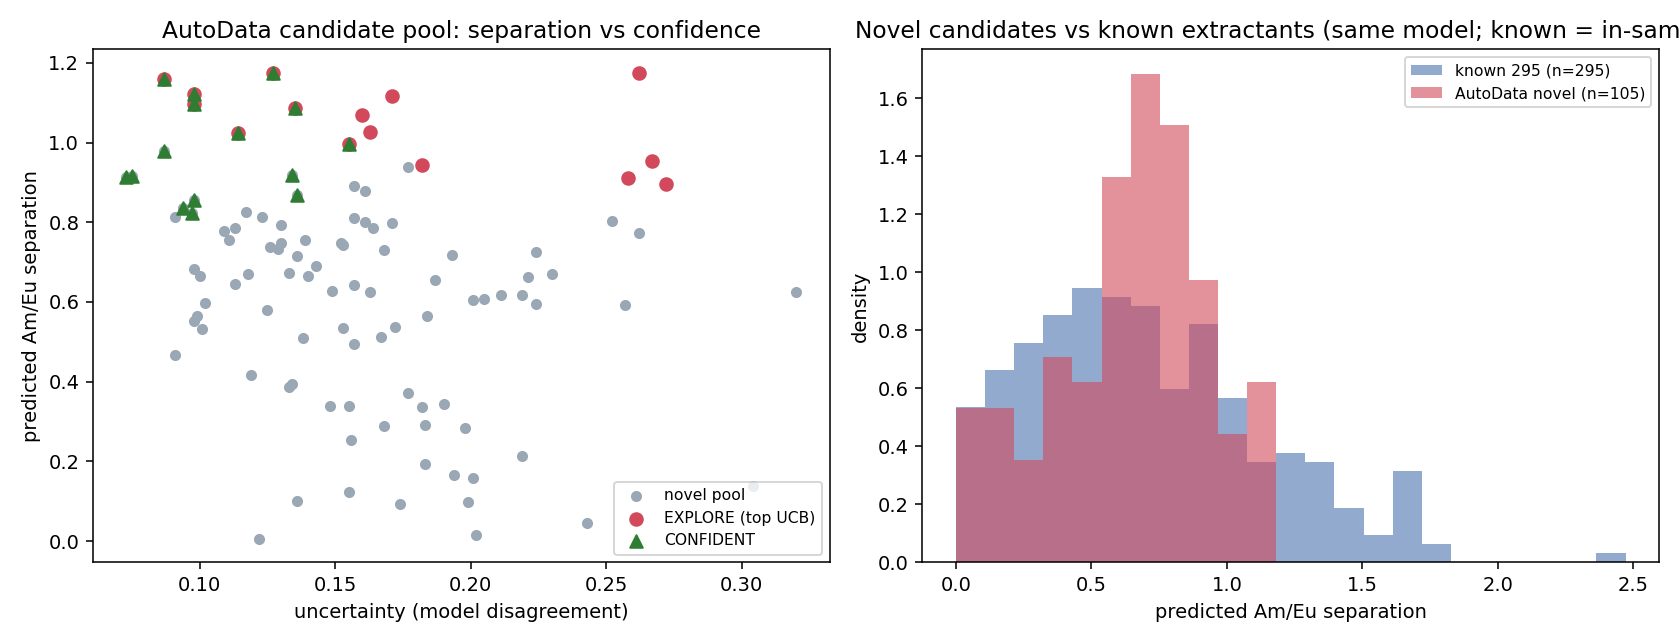 AutoData candidate pool: separation vs confidence
predicted Am/Eu separation
1.2
1.0
0.8
0.6
0.4
0.2
0.0
novel pool
EXPLORE (top UCB)
CONFIDENT
0.10
0.15
0.20
0.25
0.30
uncertainty (model disagreement)
Novel candidates vs known extractants (same model; known = in-sam
density
1.6
1.4
1.2
1.0
0.8
0.6
0.4
0.2
0.0
known 295 (n=295)
AutoData novel (n=105)
0.0
0.5
1.0
1.5
2.0
2.5
predicted Am/Eu separation